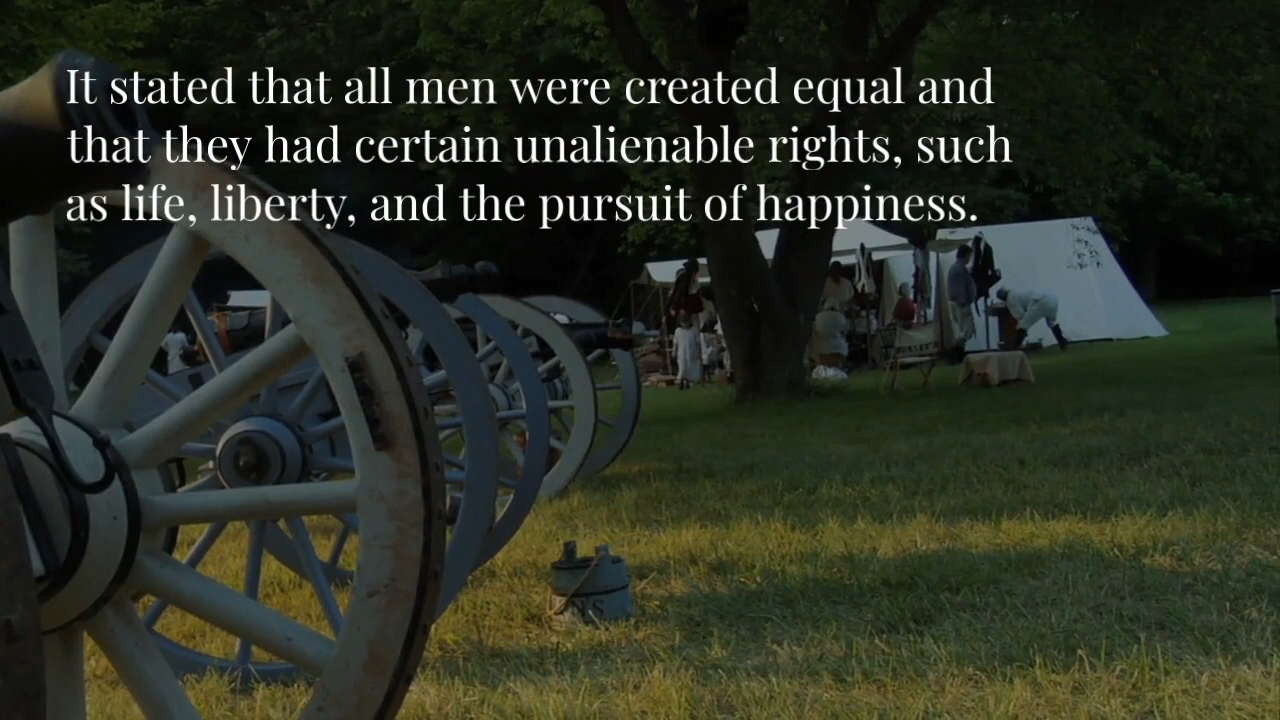 It stated that all men were created equal and
that they had certain unalienable rights, such
as life, liberty, and the pursuit of happiness.